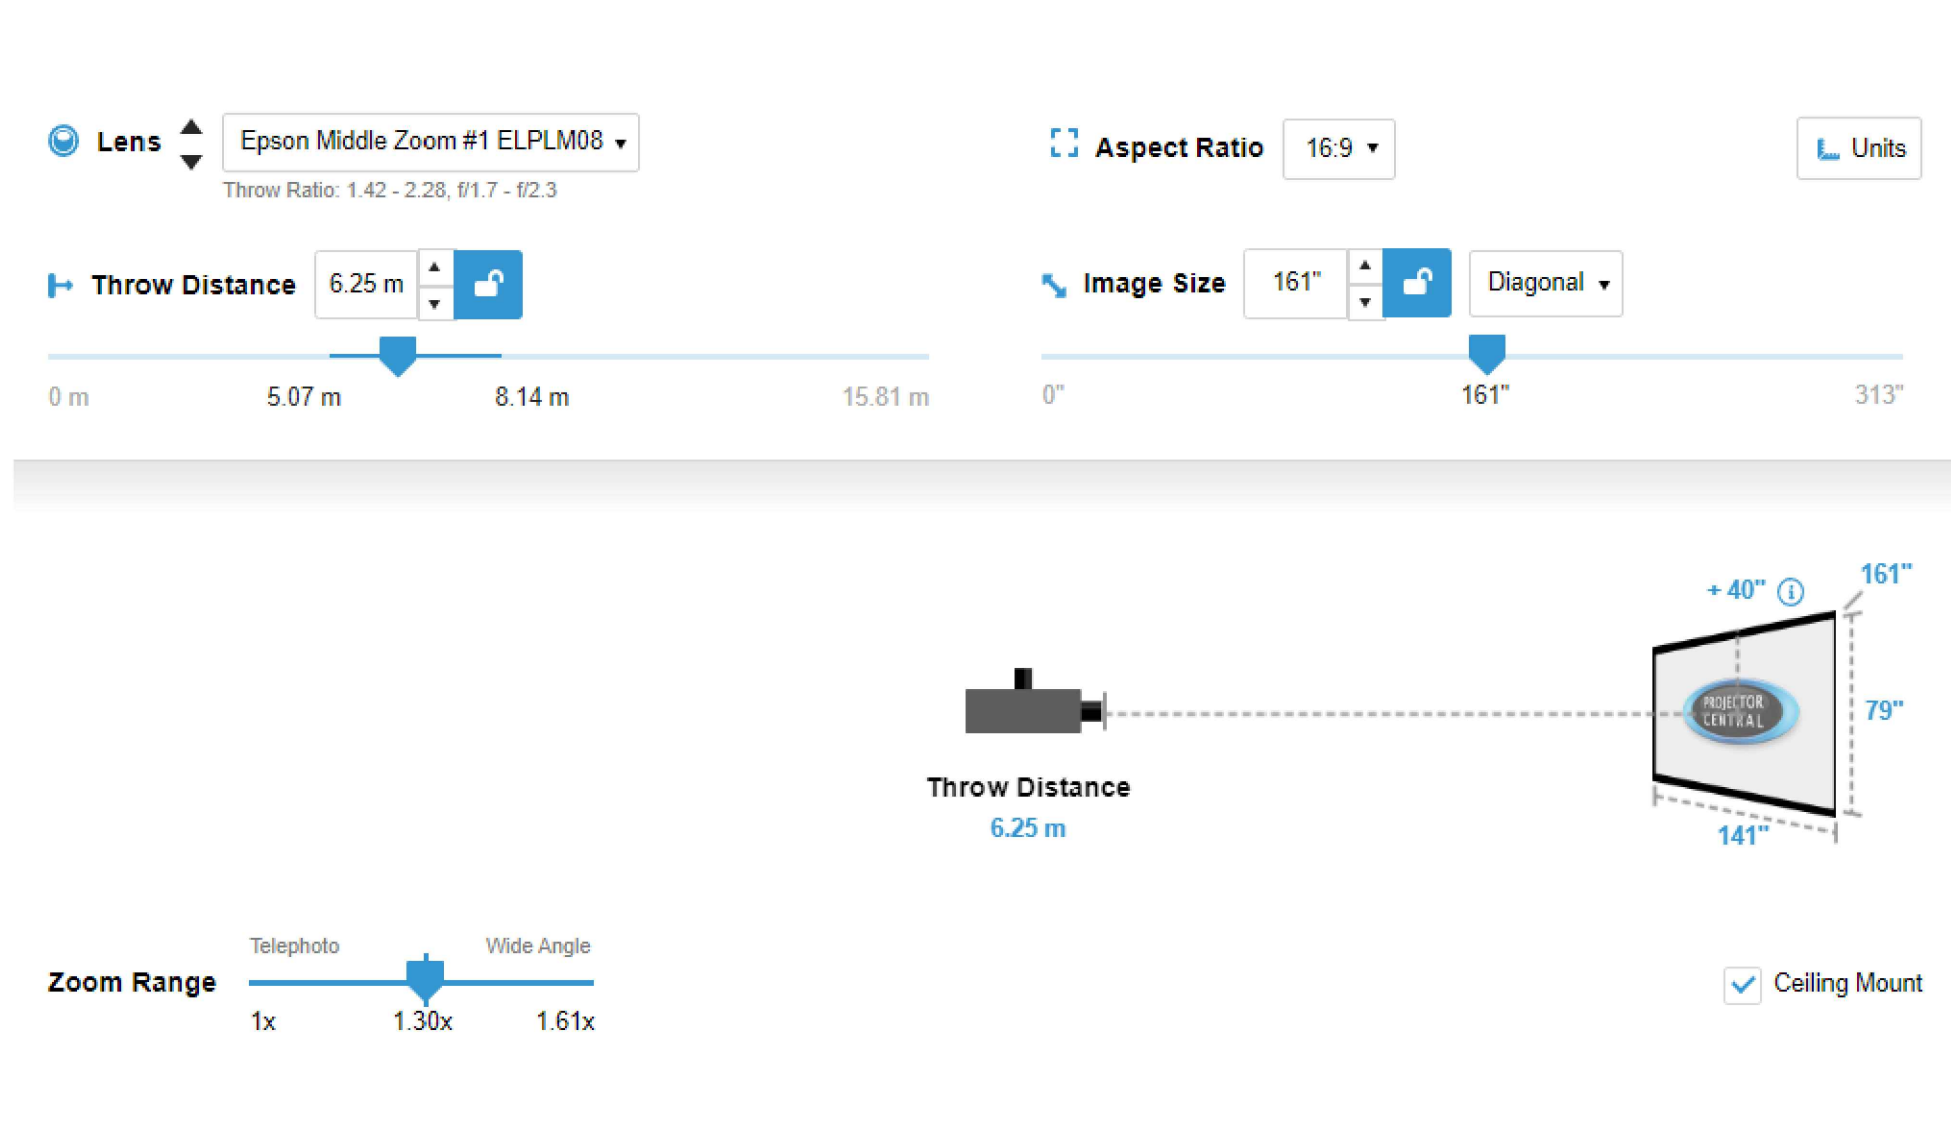 Lens
Epson Middle Zoom #1 ELPLM08
Throw Ratio: 1.42 - 2.28, f/1.7 - f/2.3
Aspect Ratio
16:9
Units
Throw Distance
6.25 m
Image Size
161"
Diagonal
0 m
5.07 m
8.14 m
15.81 m
0"
161"
313"
+ 40"
161"
PROJECTOR
CENTRAL
79"
141"
Throw Distance
6.25 m
Zoom Range
Telephoto
Wide Angle
1x
1.30x
1.61x
Ceiling Mount